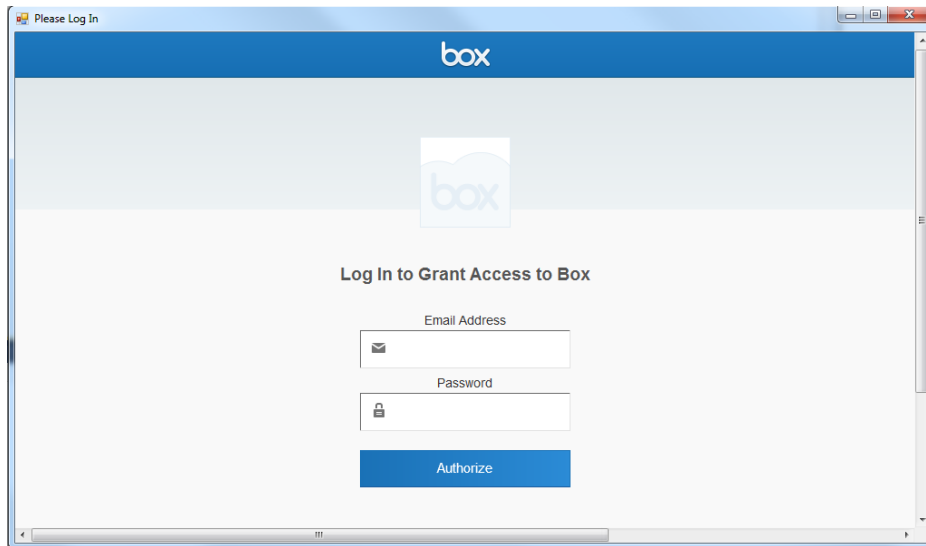 Please Log In
box
box
Log In to Grant Access to Box
Email Address
Password
Authorize